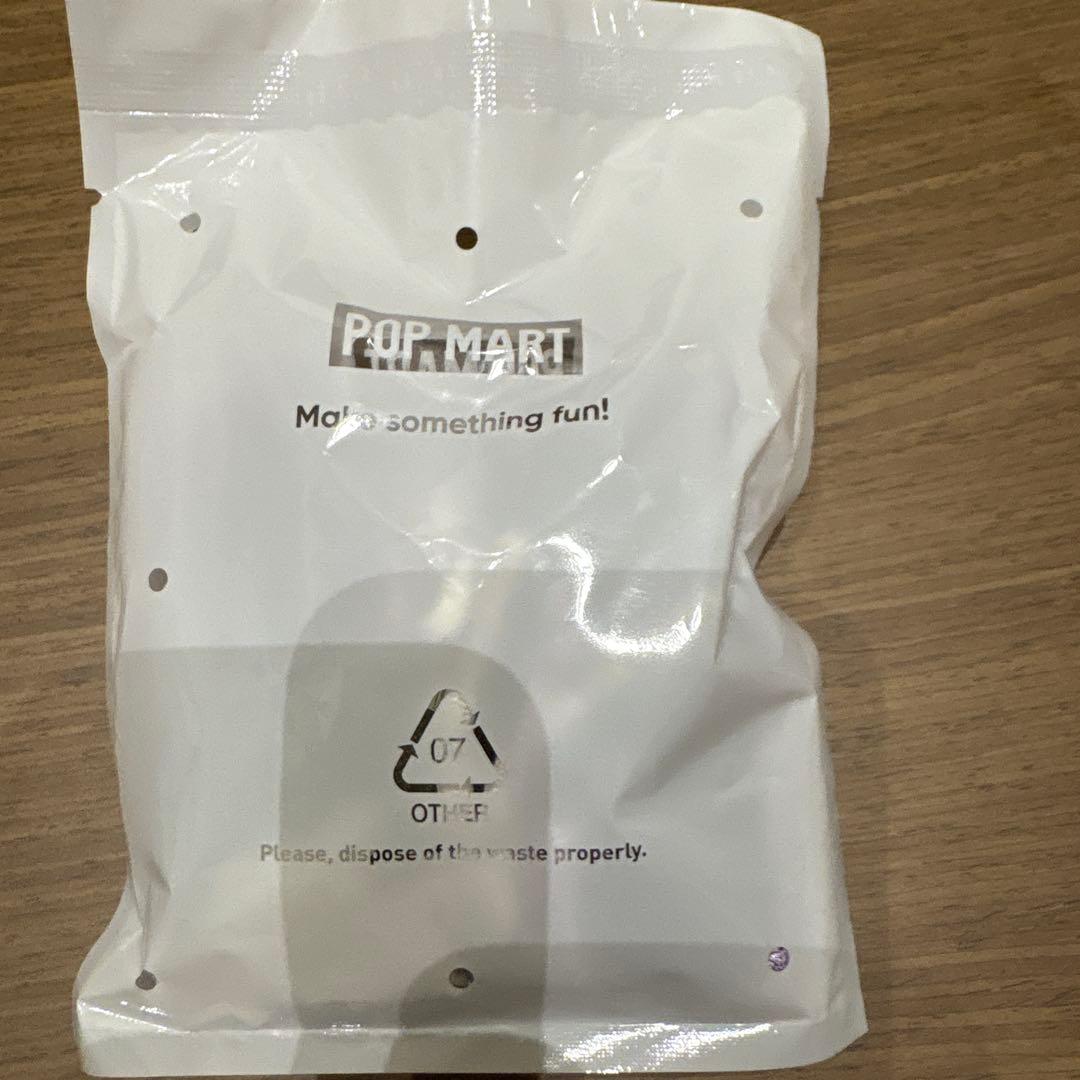 POP MART
Make something fun!
07
OTHER
Please, dispose of the waste properly.